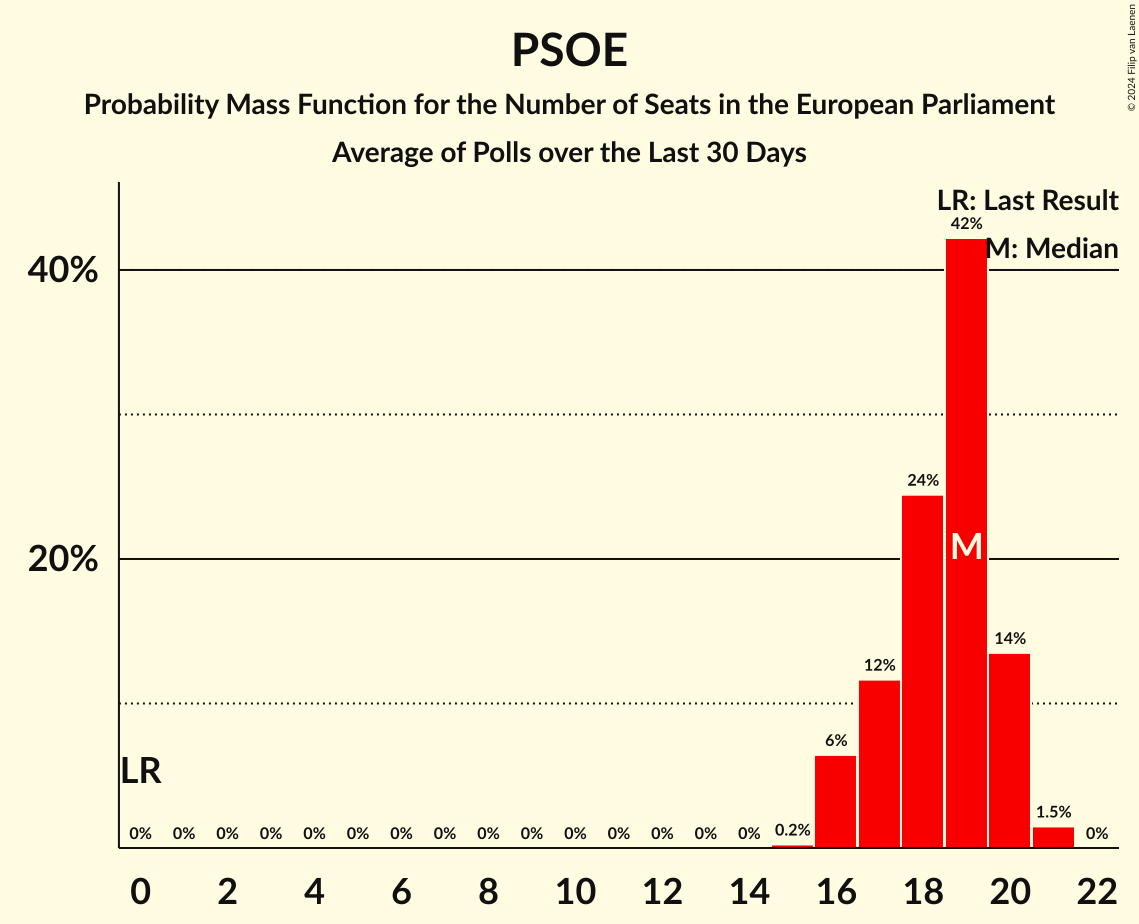 PSOE
Probability Mass Function for the Number of Seats in the European Parliament
Average of Polls over the Last 30 Days
© 2024 Filip van Laenen
LR: Last Result
42%
M: Median
40%
24%
20%
M
14%
12%
6%
LR
1.5%
0% 0% 0% 0% 0% 0% 0% 0% 0% 0% 0% 0% 0% 0% 0% 0.2% 0%
0 2 4 6 8 10 12 14 16 18 20 22